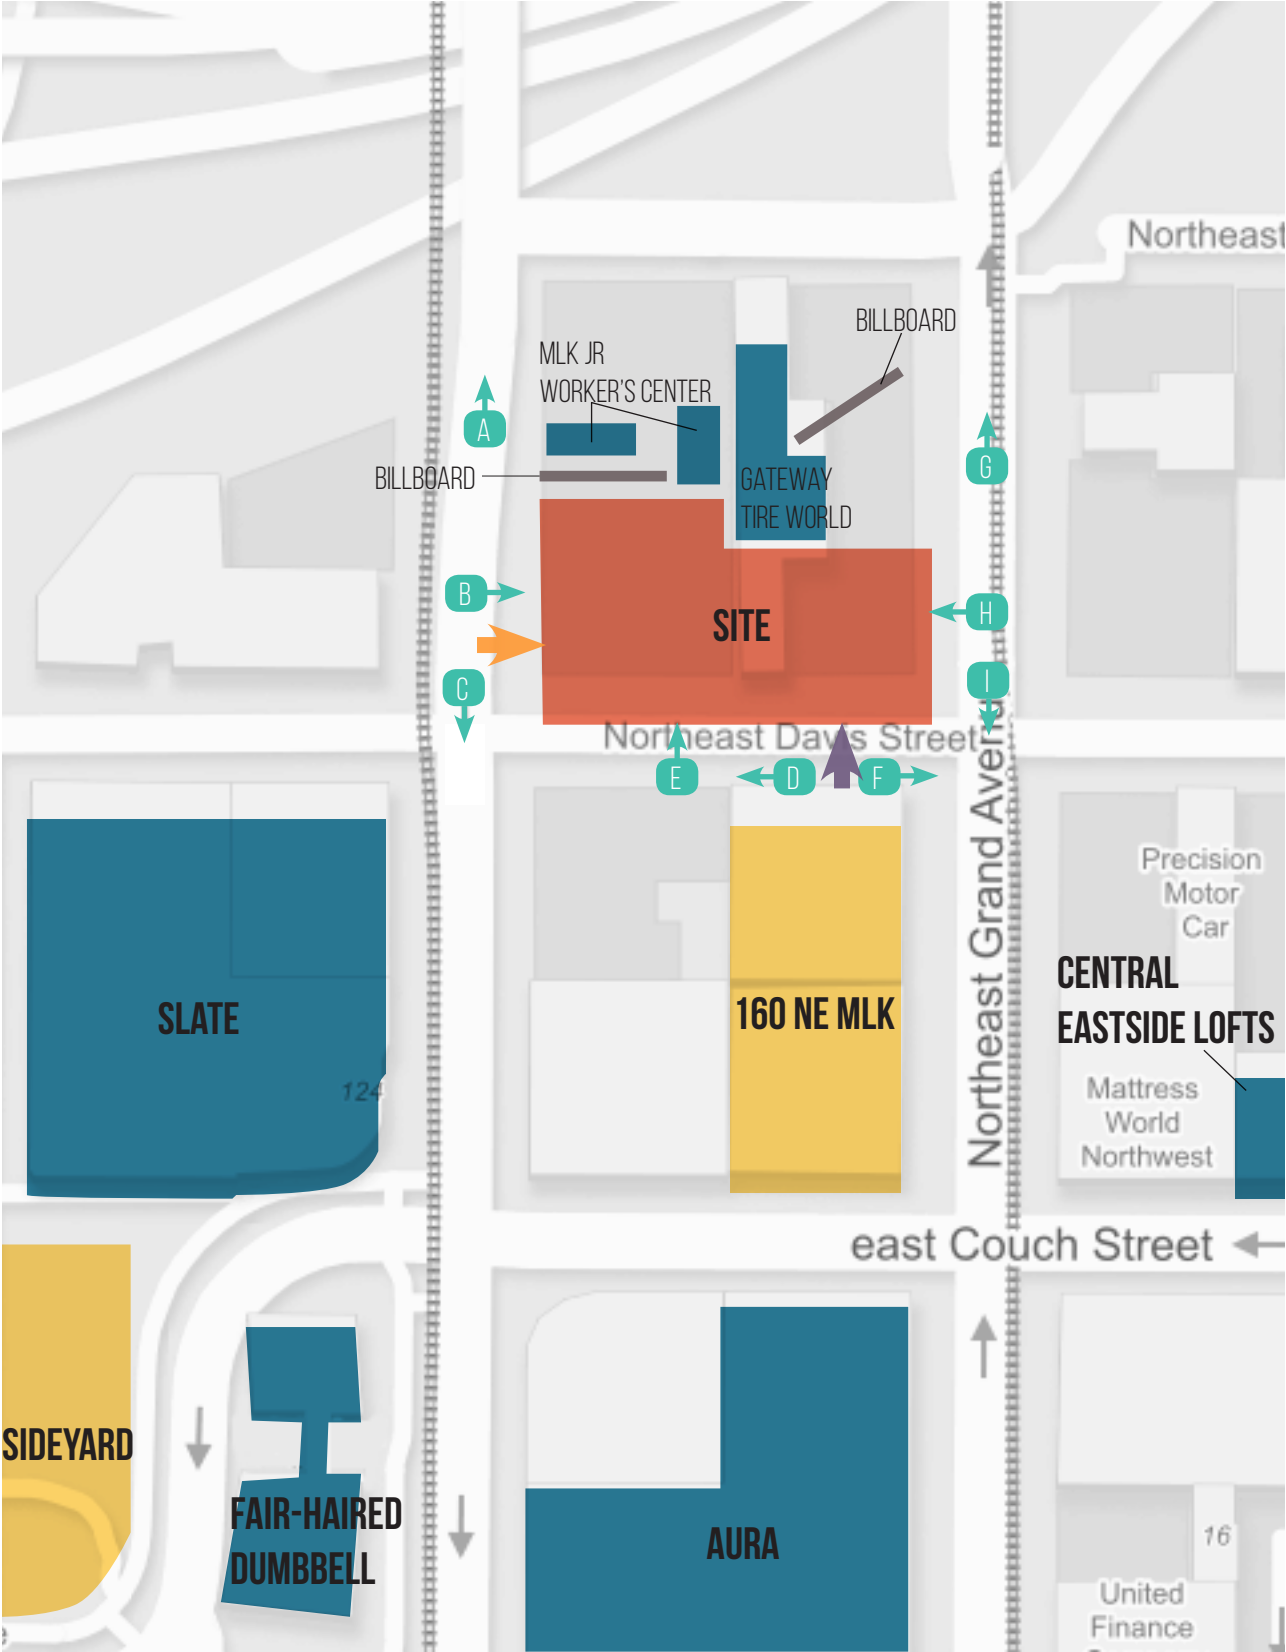 Northeast
BILLBOARD
MLK JR
WORKER'S CENTER
A
G
BILLBOARD
GATEWAY
TIRE WORLD
B
SITE
H
C
I
Northeast Davis Street
E
D
F
Northeast Grand Avenu
Precision
Motor
Car
CENTRAL
EASTSIDE LOFTS
SLATE
160 NE MLK
124
Mattress
World
Northwest
east Couch Street
SIDEYARD
FAIR-HAIRED
DUMBBELL
AURA
16
United
Finance